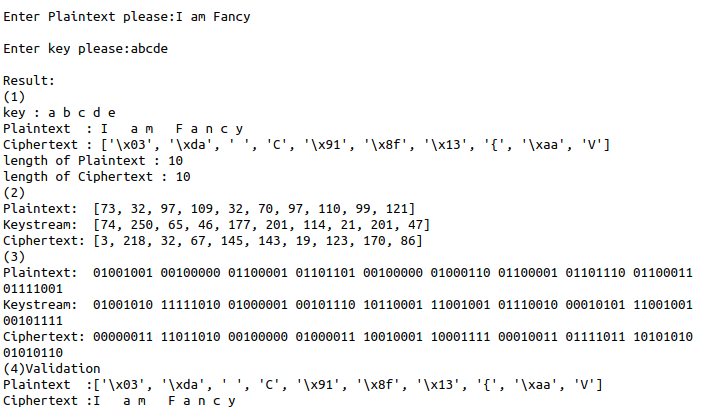 Enter Plaintext please:I am Fancy
Enter key please:abcde
Result:
(1)
key : a b c d e
Plaintext  : I   a m   F a n c y
Ciphertext : ['\x03', '\xda', ' ', 'C', '\x91', '\x8f', '\x13', '{', '\xaa', 'V']
length of Plaintext : 10
length of Ciphertext : 10
(2)
Plaintext:  [73, 32, 97, 109, 32, 70, 97, 110, 99, 121]
Keystream:  [74, 250, 65, 46, 177, 201, 114, 21, 201, 47]
Ciphertext: [3, 218, 32, 67, 145, 143, 19, 123, 170, 86]
(3)
Plaintext:  01001001 00100000 01100001 01101101 00100000 01000110 01100001 01101110 01100011
01111001
Keystream:  01001010 11111010 01000001 00101110 10110001 11001001 01110010 00010101 11001001
00101111
Ciphertext: 00000011 11011010 00100000 01000011 10010001 10001111 00010011 01111011 10101010
01010110
(4)Validation
Plaintext  :['\x03', '\xda', ' ', 'C', '\x91', '\x8f', '\x13', '{', '\xaa', 'V']
Ciphertext :I   a m   F a n c y